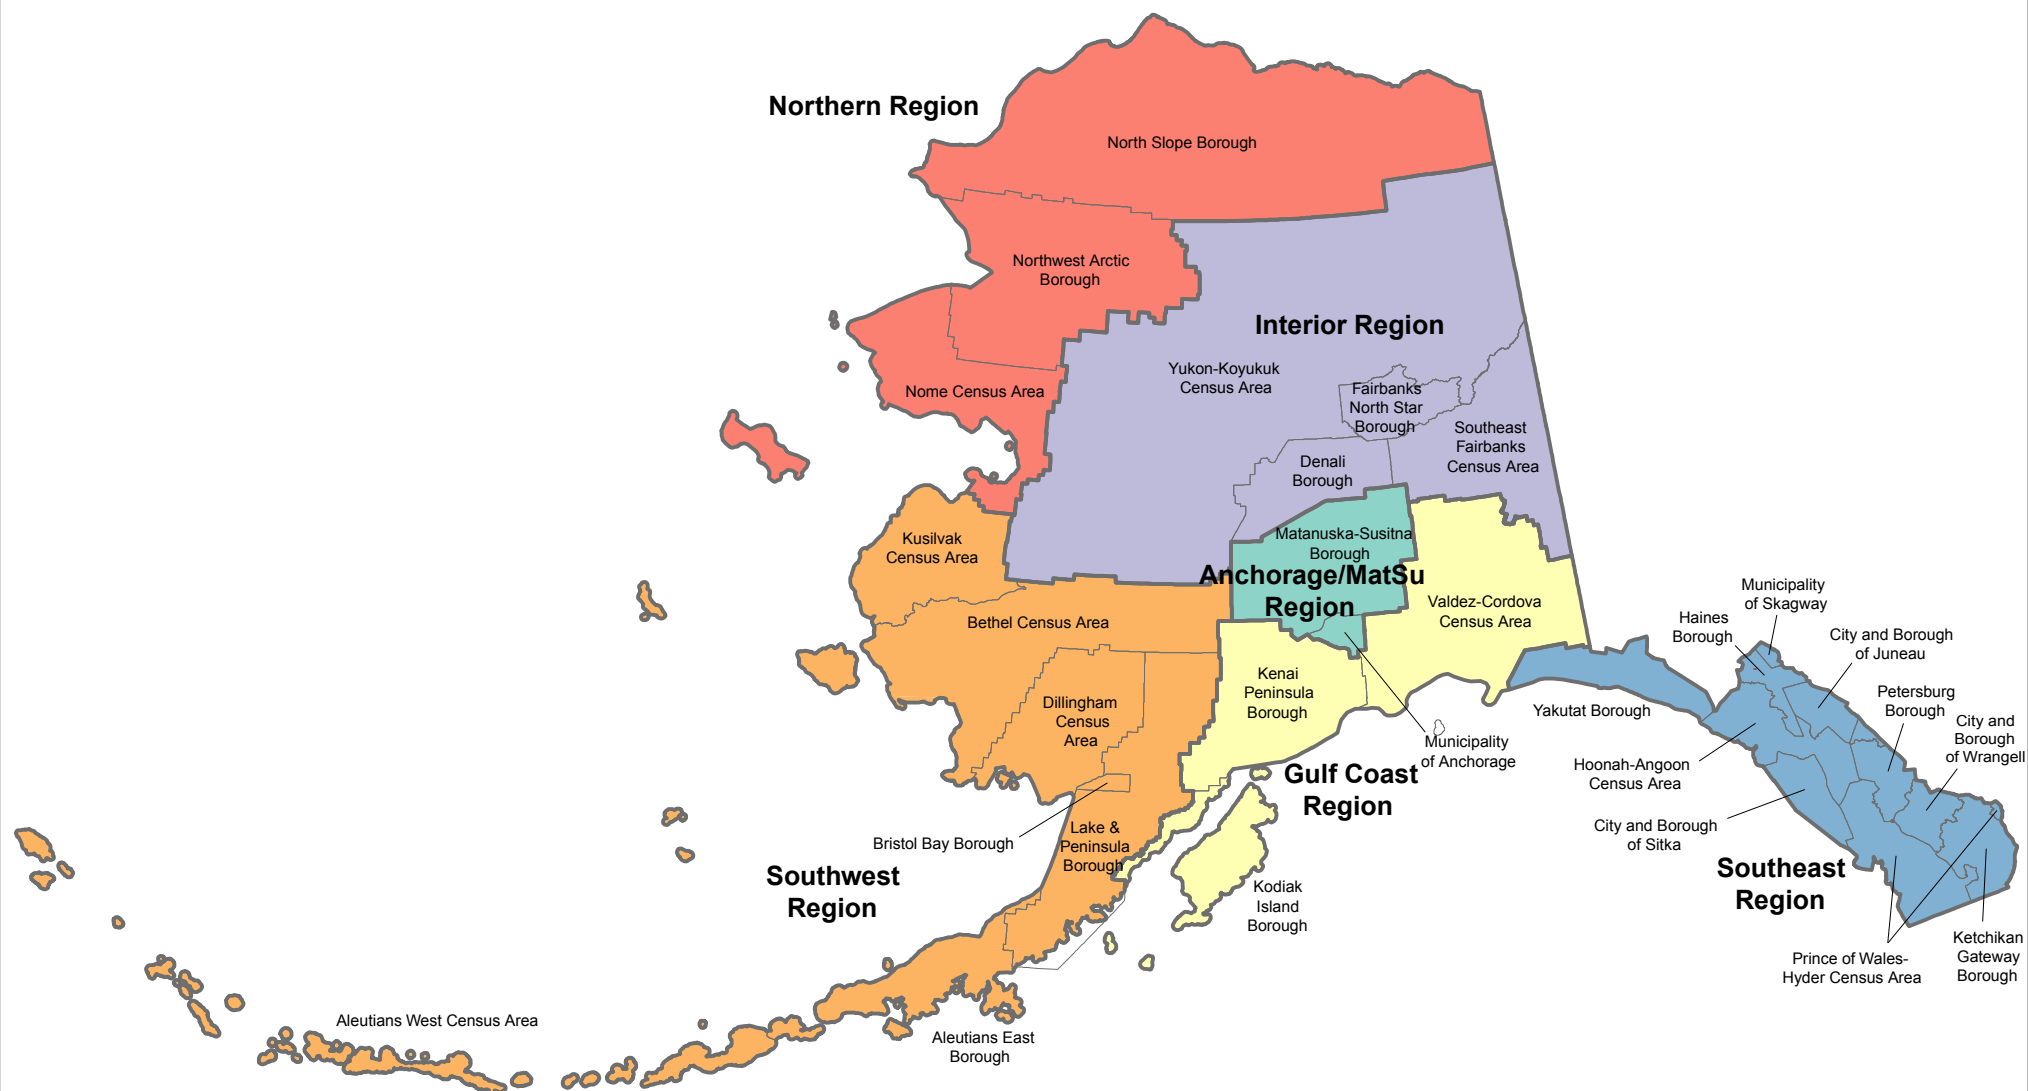 Northern Region
North Slope Borough
Northwest Arctic
Borough
Nome Census Area
Interior Region
Yukon-Koyukuk
Census Area
Fairbanks
North Star
Borough
Southeast
Fairbanks
Census Area
Denali
Borough
Matanuska-Susitna
Borough
Anchorage/MatSu
Region
Kusilvak
Census Area
Bethel Census Area
Valdez-Cordova
Census Area
Kenai
Peninsula
Borough
Dillingham
Census
Area
Municipality
of Anchorage
Gulf Coast
Region
Bristol Bay Borough
Lake &
Peninsula
Borough
Southwest
Region
Kodiak
Island
Borough
Aleutians West Census Area
Aleutians East
Borough
Municipality
of Skagway
Haines
Borough
City and Borough
of Juneau
Petersburg
Borough
City and
Borough
of Wrangell
Yakutat Borough
Hoonah-Angoon
Census Area
City and Borough
of Sitka
Southeast
Region
Prince of Wales-
Hyder Census Area
Ketchikan
Gateway
Borough